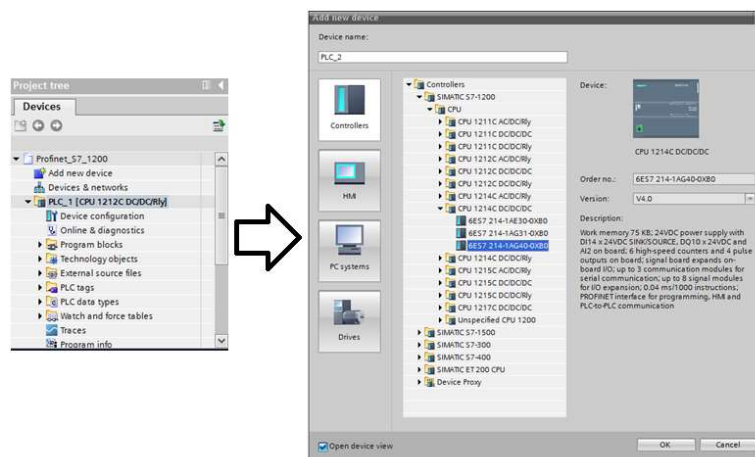 Project tree
Devices
Profinet_S7_1200
Add new device
Devices & networks
PLC_1 [CPU 1212C DC/DC/Rly]
Device configuration
Online & diagnostics
Program blocks
Technology objects
External source files
PLC tags
PLC data types
Watch and force tables
Traces
Program info
Add new device
Device name:
PLC_2
Controllers
HMI
PC systems
Drives
Controllers
SIMATIC S7-1200
CPU
CPU 1211C AC/DC/Rly
CPU 1211C DC/DC/DC
CPU 1211C DC/DC/Rly
CPU 1212C AC/DC/Rly
CPU 1212C DC/DC/DC
CPU 1212C DC/DC/Rly
CPU 1214C AC/DC/Rly
CPU 1214C DC/DC/DC
6ES7 214-1AE30-0XB0
6ES7 214-1AG31-0XB0
6ES7 214-1AG40-0XB0
CPU 1214C DC/DC/Rly
CPU 1215C AC/DC/Rly
CPU 1215C DC/DC/DC
CPU 1215C DC/DC/Rly
CPU 1217C DC/DC/DC
Unspecified CPU 1200
SIMATIC S7-1500
SIMATIC S7-300
SIMATIC S7-400
SIMATIC ET 200 CPU
Device Proxy
Device:
CPU 1214C DC/DC/DC
Order no.: 6ES7 214-1AG40-0XB0
Version: V4.0
Description:
Work memory 75 KB; 24VDC power supply with
DI14 x 24VDC SINK/SOURCE, DQ10 x 24VDC and
AI2 on board; 6 high-speed counters and 4 pulse
outputs on board; signal board expands on-
board I/O; up to 3 communication modules for
serial communication; up to 8 signal modules
for I/O expansion; 0.04 ms/1000 instructions;
PROFINET interface for programming, HMI and
PLC-to-PLC communication
Open device view
OK
Cancel